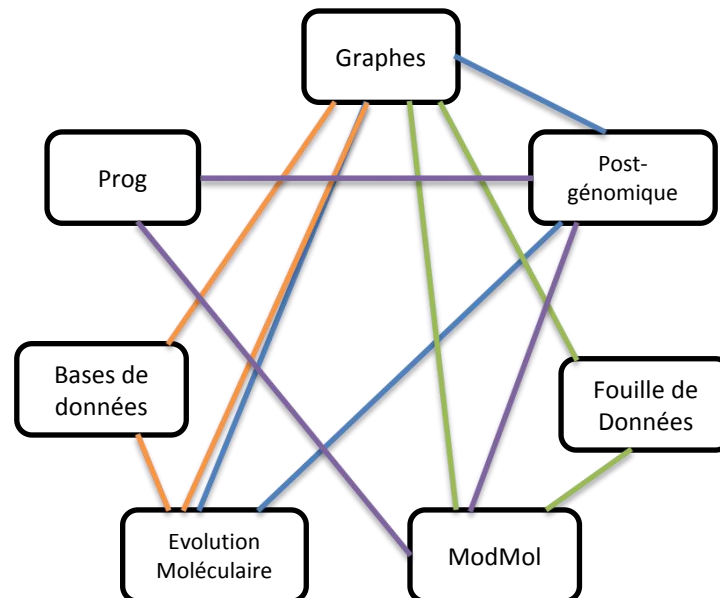 Graphes
Prog
Post-
génomique
Bases de
données
Fouille de
Données
Evolution
Moléculaire
ModMol